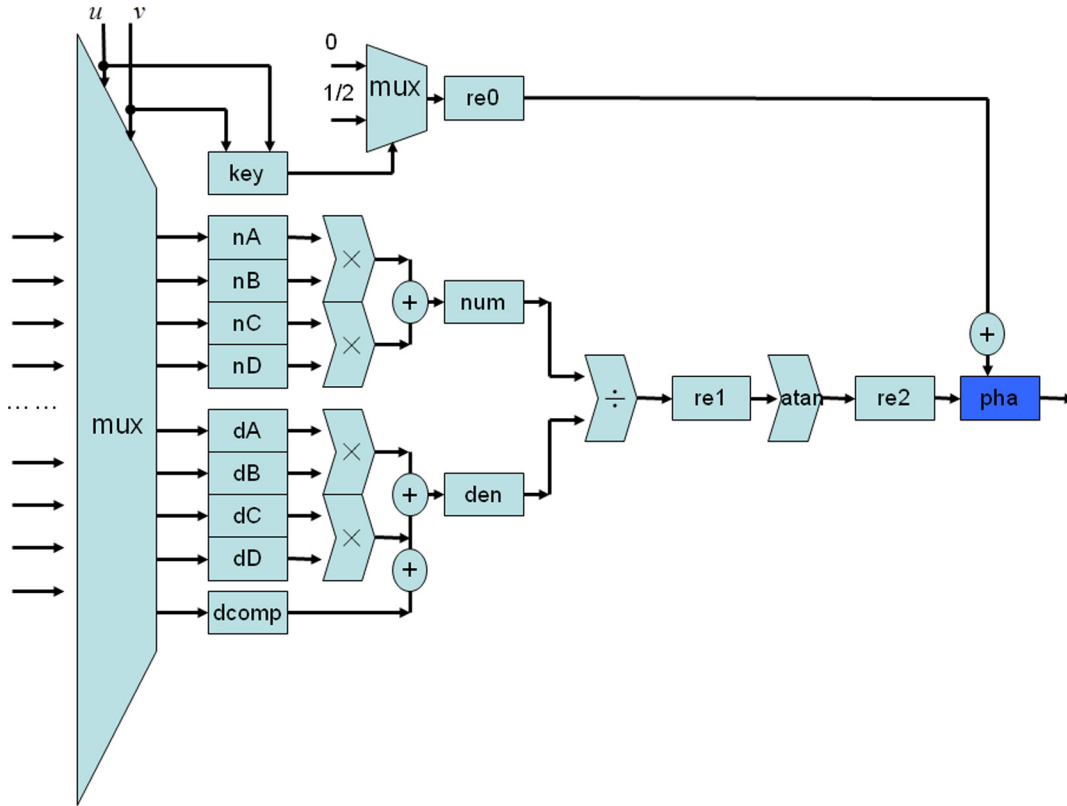 u v
0
1/2
mux
re0
key
nA
nB
nC
nD
×
×
+
num
+
...... 
mux
÷
re1
atan
re2
pha
dA
dB
dC
dD
×
×
+
den
+
dcomp